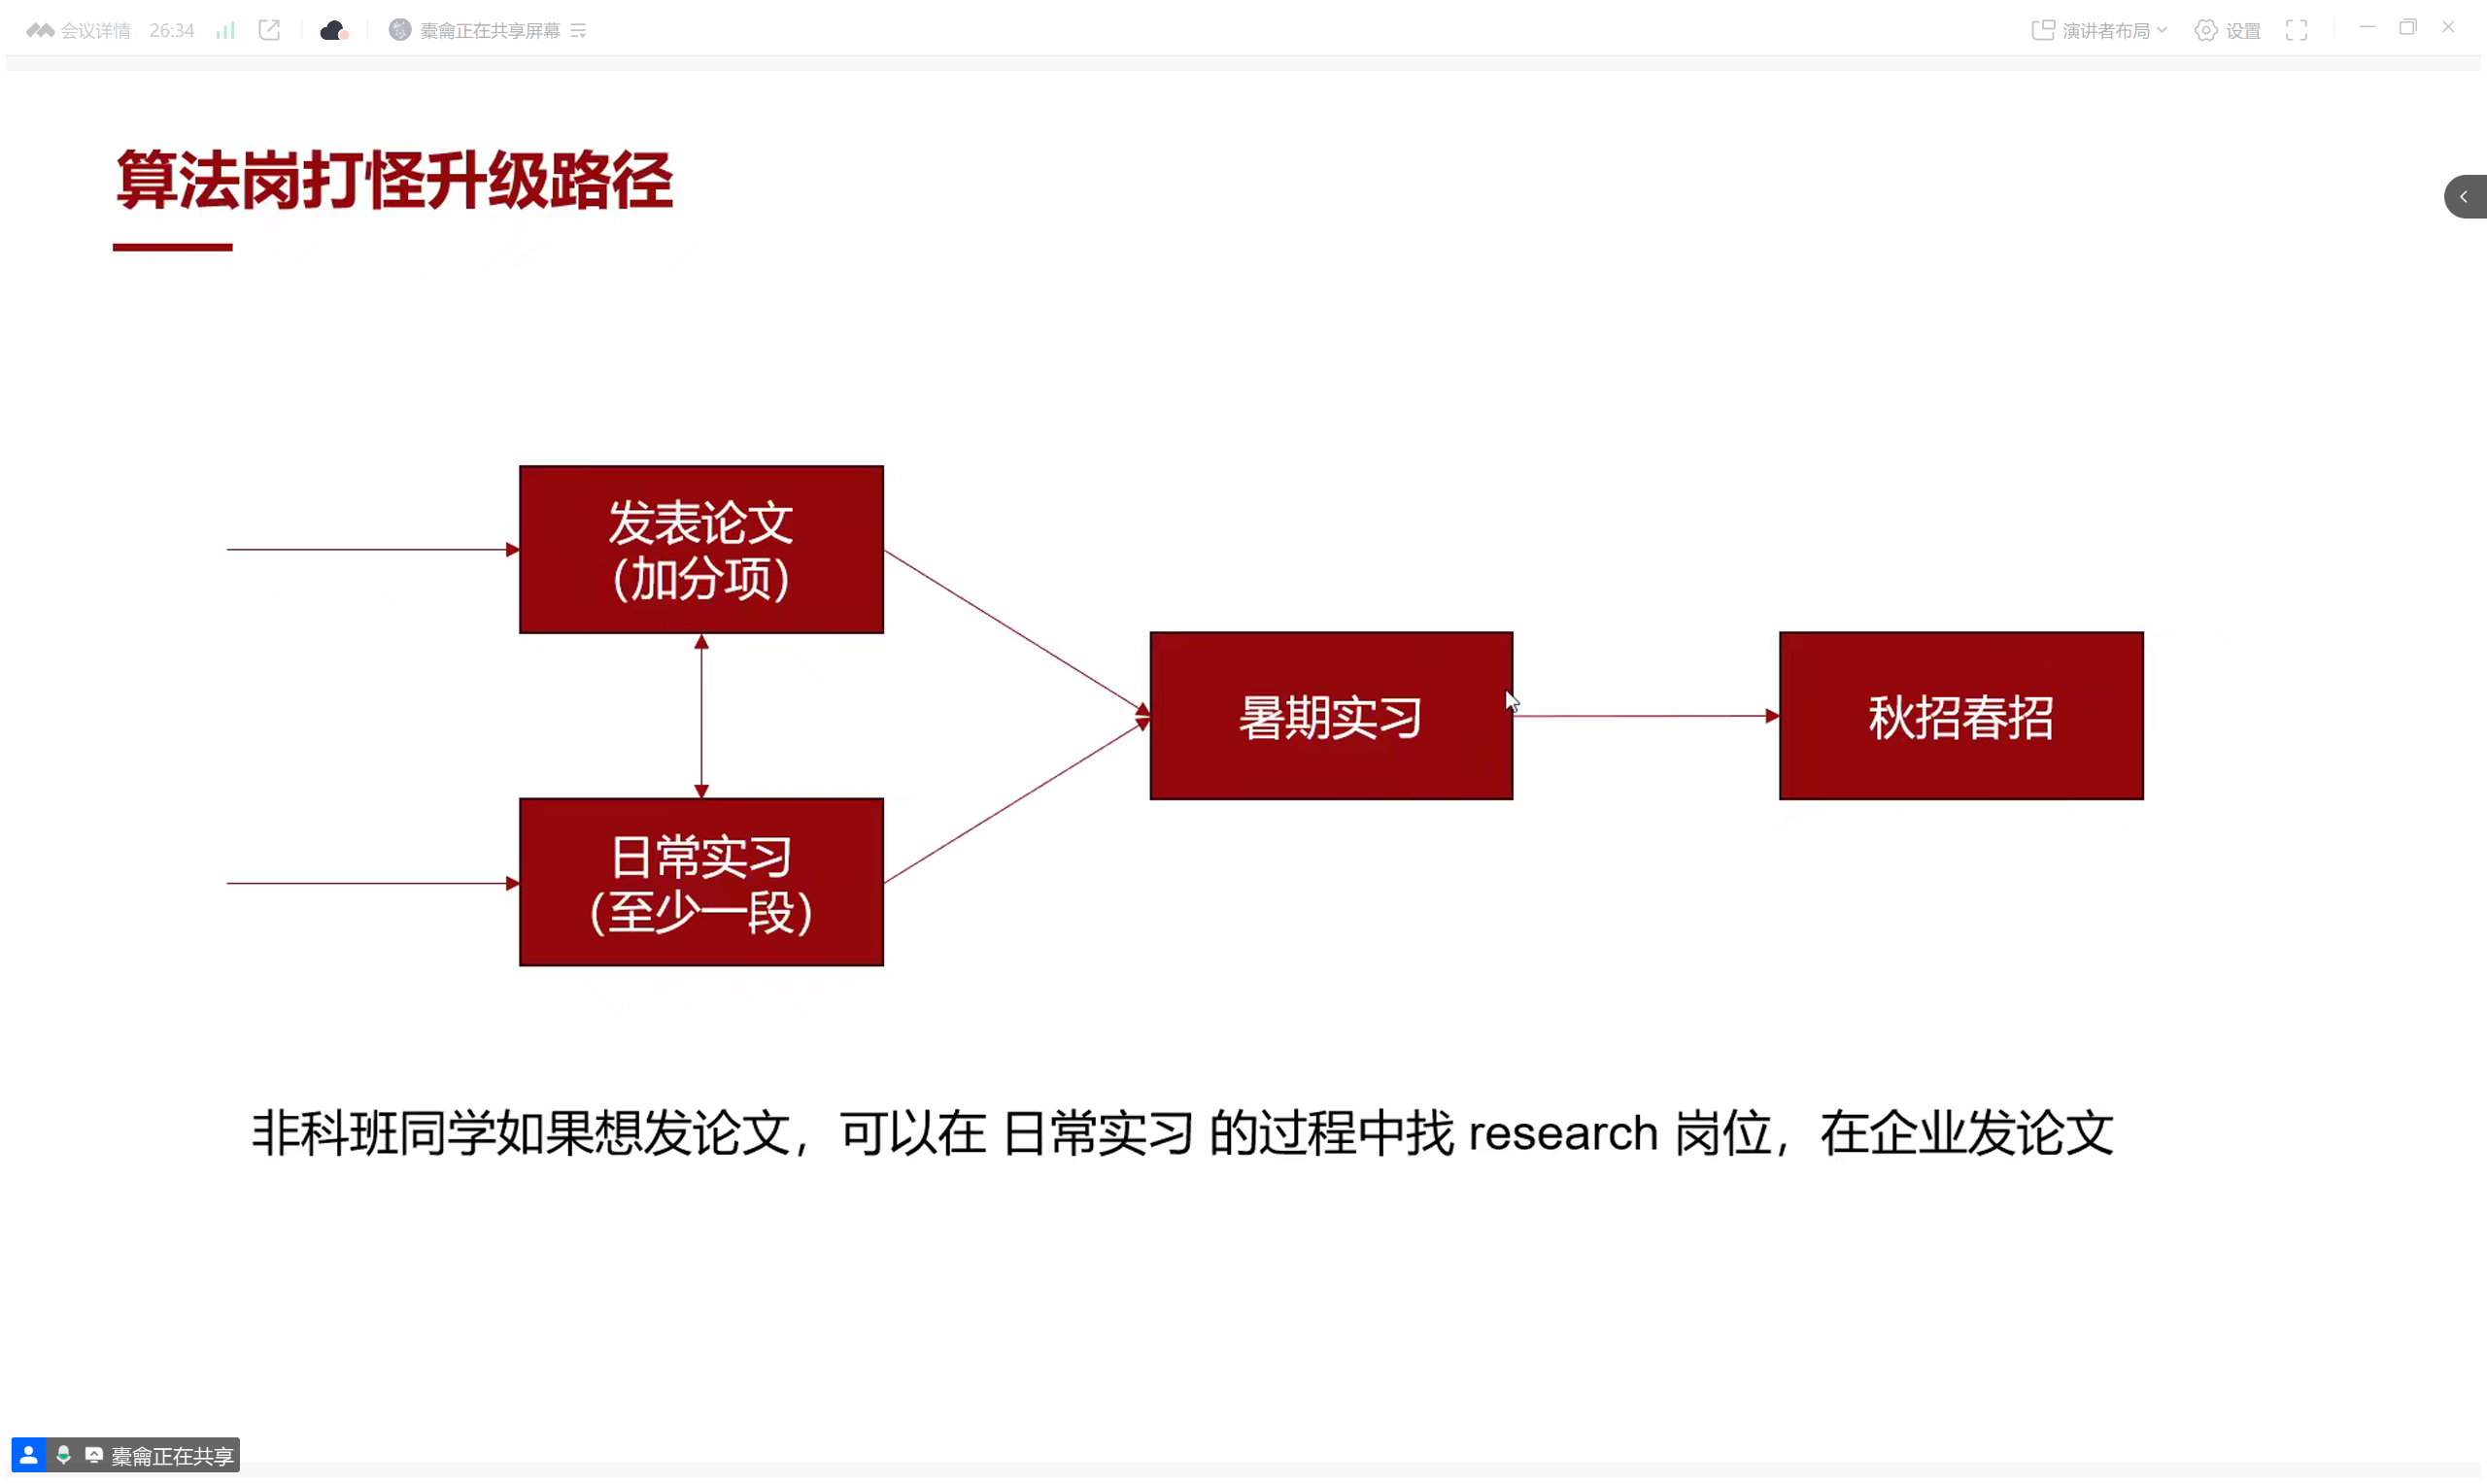 会议详情 26:34 橐龠正在共享屏幕 演讲者布局 设置
算法岗打怪升级路径
发表论文
（加分项）
日常实习
（至少一段）
暑期实习
秋招春招
非科班同学如果想发论文，可以在 日常实习 的过程中找 research 岗位，在企业发论文
橐龠正在共享